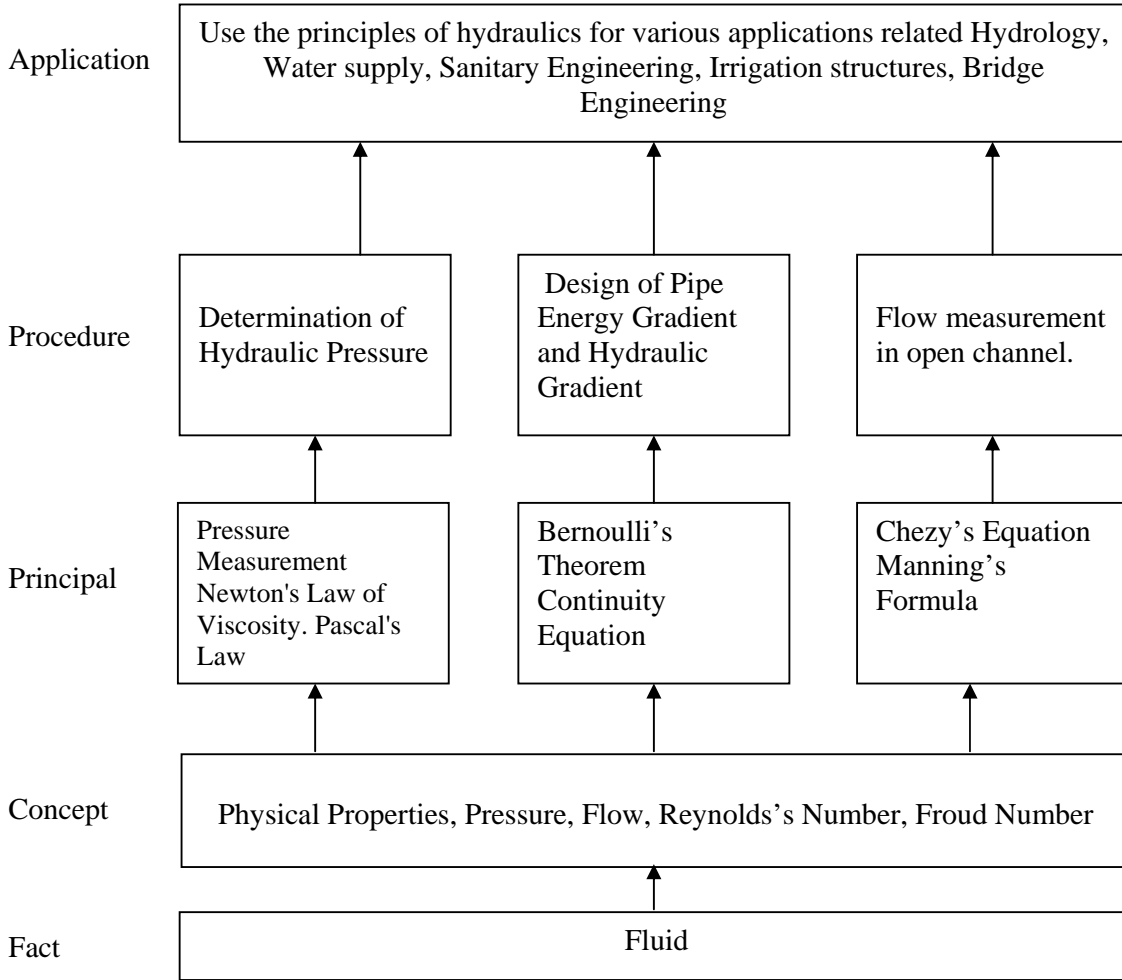 Application
Use the principles of hydraulics for various applications related Hydrology,
Water supply, Sanitary Engineering, Irrigation structures, Bridge
Engineering
Procedure
Determination of
Hydraulic Pressure
Design of Pipe
Energy Gradient
and Hydraulic
Gradient
Flow measurement
in open channel.
Principal
Pressure
Measurement
Newton's Law of
Viscosity. Pascal's
Law
Bernoulli’s
Theorem
Continuity
Equation
Chezy’s Equation
Manning’s
Formula
Concept
Physical Properties, Pressure, Flow, Reynolds’s Number, Froud Number
Fact
Fluid